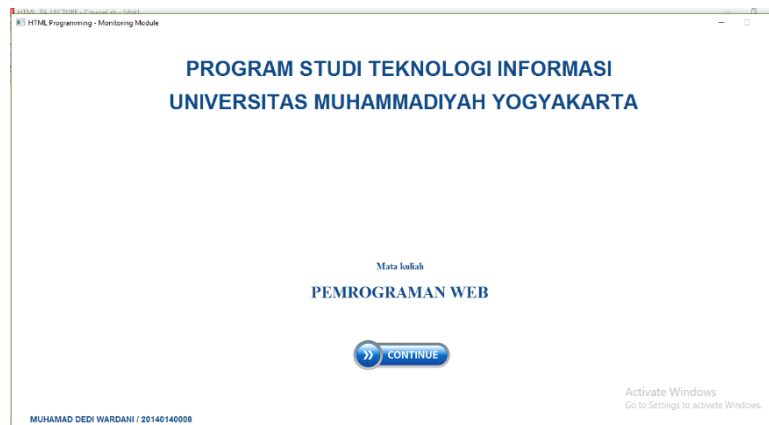 HTML Programming - Monitoring Module
PROGRAM STUDI TEKNOLOGI INFORMASI
UNIVERSITAS MUHAMMADIYAH YOGYAKARTA
Mata kuliah
PEMROGRAMAN WEB
CONTINUE
Activate Windows
Go to Settings to activate Windows.
MUHAMAD DEDI WARDANI / 20140140008